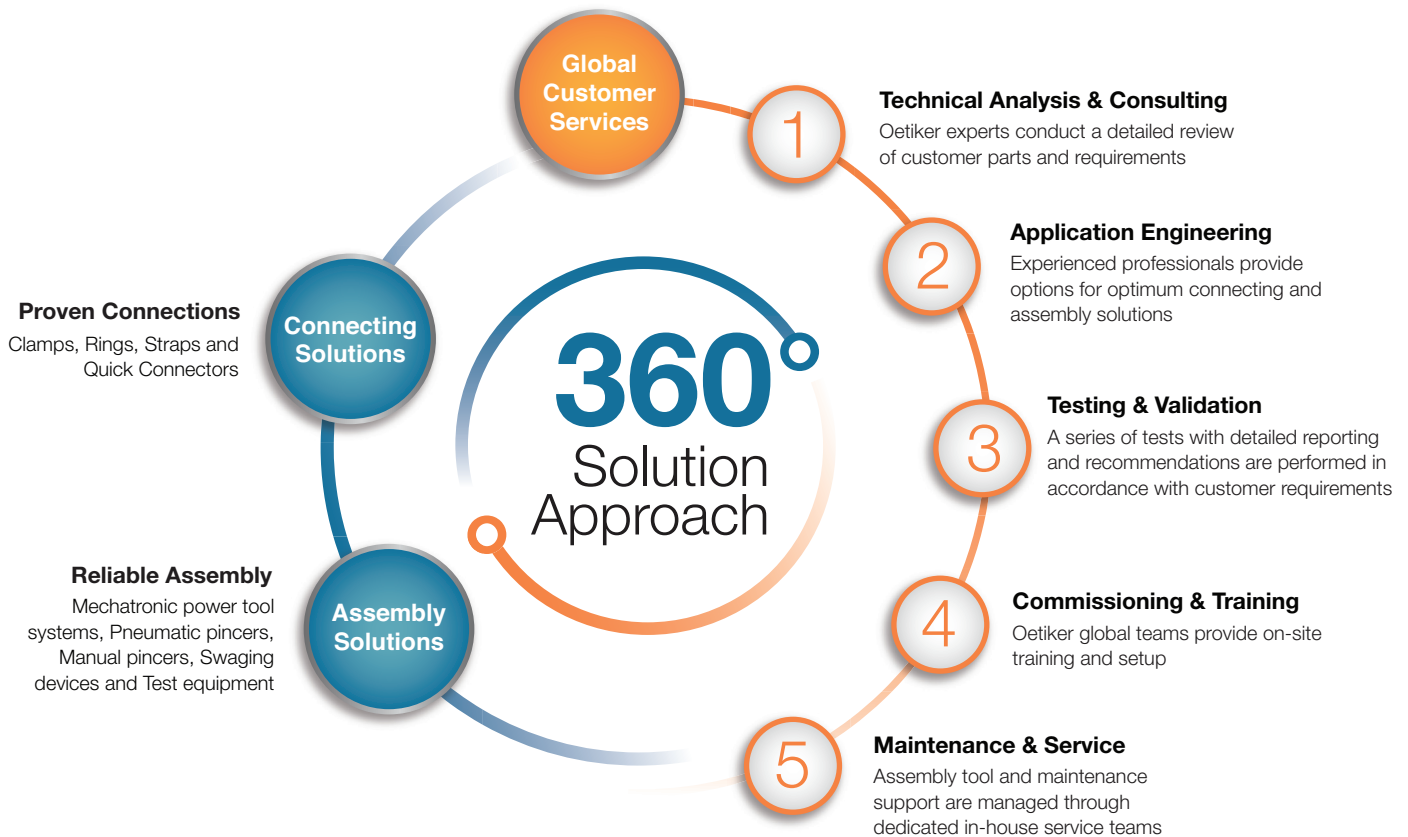 Global
Customer
Services
1
Technical Analysis & Consulting
Oetiker experts conduct a detailed review
of customer parts and requirements
2
Application Engineering
Experienced professionals provide
options for optimum connecting and
assembly solutions
3
Testing & Validation
A series of tests with detailed reporting
and recommendations are performed in
accordance with customer requirements
4
Commissioning & Training
Oetiker global teams provide on-site
training and setup
5
Maintenance & Service
Assembly tool and maintenance
support are managed through
dedicated in-house service teams
Connecting
Solutions
Proven Connections
Clamps, Rings, Straps and
Quick Connectors
Assembly
Solutions
Reliable Assembly
Mechatronic power tool
systems, Pneumatic pincers,
Manual pincers, Swaging
devices and Test equipment
360°
Solution
Approach